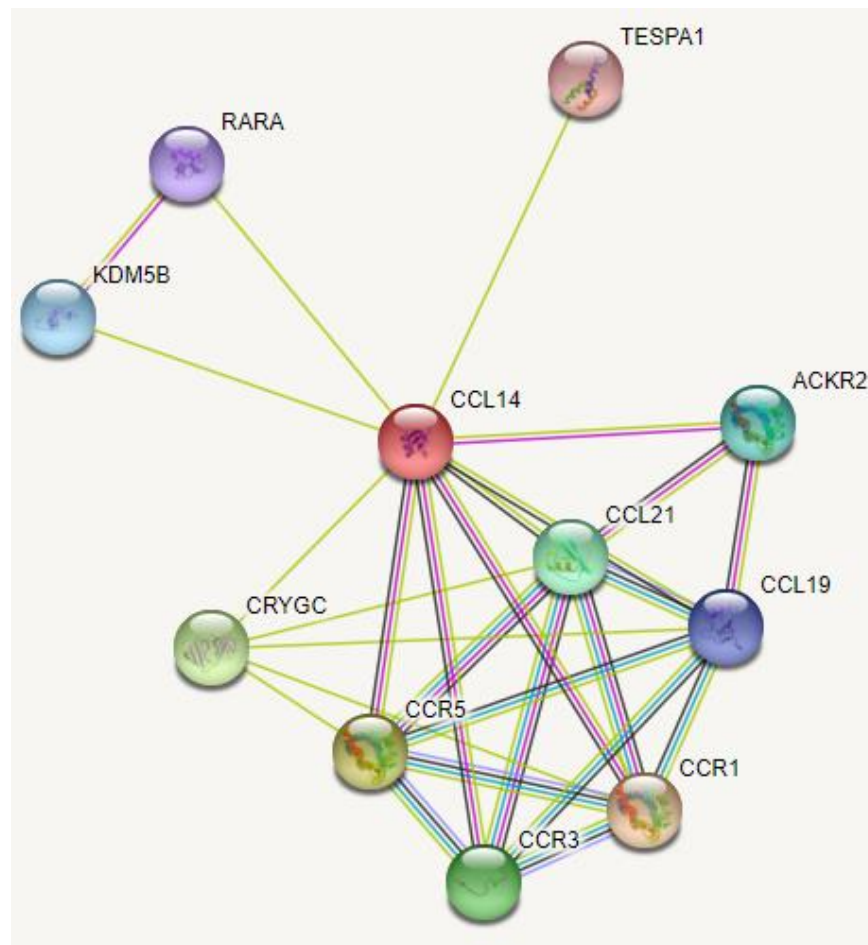 TESPA1
RARA
KDM5B
CCL14
ACKR2
CCL21
CCL19
CRYGC
CCR5
CCR1
CCR3